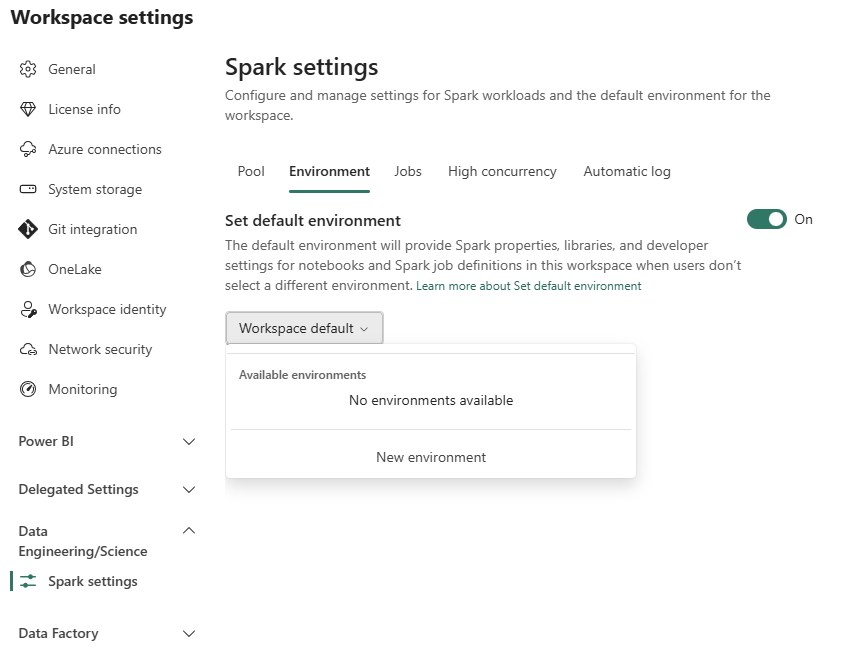 Workspace settings
General
License info
Azure connections
System storage
Git integration
OneLake
Workspace identity
Network security
Monitoring
Power BI
Delegated Settings
Data
Engineering/Science
Spark settings
Data Factory
Spark settings
Configure and manage settings for Spark workloads and the default environment for the
workspace.
Pool Environment Jobs High concurrency Automatic log
Set default environment
On
The default environment will provide Spark properties, libraries, and developer
settings for notebooks and Spark job definitions in this workspace when users don't
select a different environment. Learn more about Set default environment
Workspace default
Available environments
No environments available
New environment